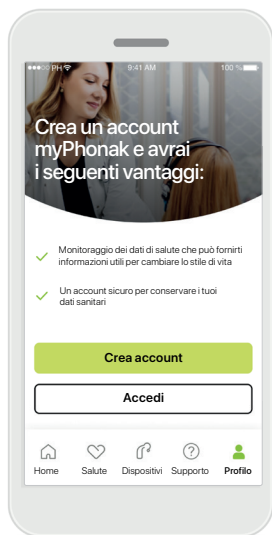 PH 9:41 AM 100 %
Crea un account
myPhonak e avrai
i seguenti vantaggi:
Monitoraggio dei dati di salute che può fornirti
informazioni utili per cambiare lo stile di vita
Un account sicuro per conservare i tuoi
dati sanitari
Crea account
Accedi
Home Salute Dispositivi Supporto Profilo